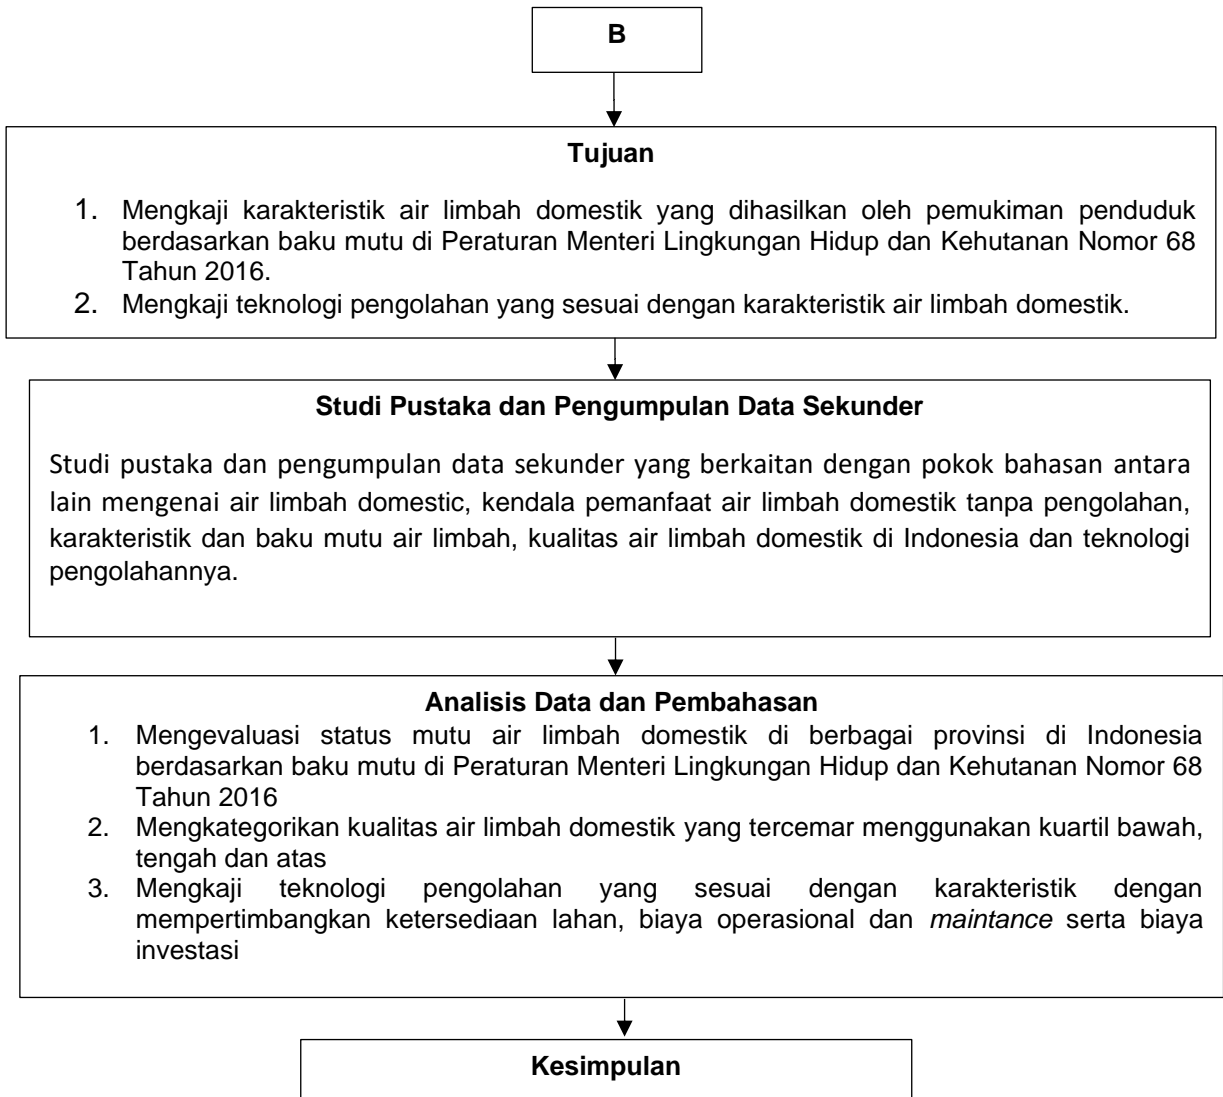 B
Tujuan
1. Mengkaji karakteristik air limbah domestik yang dihasilkan oleh pemukiman penduduk
berdasarkan baku mutu di Peraturan Menteri Lingkungan Hidup dan Kehutanan Nomor 68
Tahun 2016.
2. Mengkaji teknologi pengolahan yang sesuai dengan karakteristik air limbah domestik.
Studi Pustaka dan Pengumpulan Data Sekunder
Studi pustaka dan pengumpulan data sekunder yang berkaitan dengan pokok bahasan antara
lain mengenai air limbah domestic, kendala pemanfaat air limbah domestik tanpa pengolahan,
karakteristik dan baku mutu air limbah, kualitas air limbah domestik di Indonesia dan teknologi
pengolahannya.
Analisis Data dan Pembahasan
1. Mengevaluasi status mutu air limbah domestik di berbagai provinsi di Indonesia
berdasarkan baku mutu di Peraturan Menteri Lingkungan Hidup dan Kehutanan Nomor 68
Tahun 2016
2. Mengkategorikan kualitas air limbah domestik yang tercemar menggunakan kuartil bawah,
tengah dan atas
3. Mengkaji teknologi pengolahan yang sesuai dengan karakteristik dengan
mempertimbangkan ketersediaan lahan, biaya operasional dan maintance serta biaya
investasi
Kesimpulan